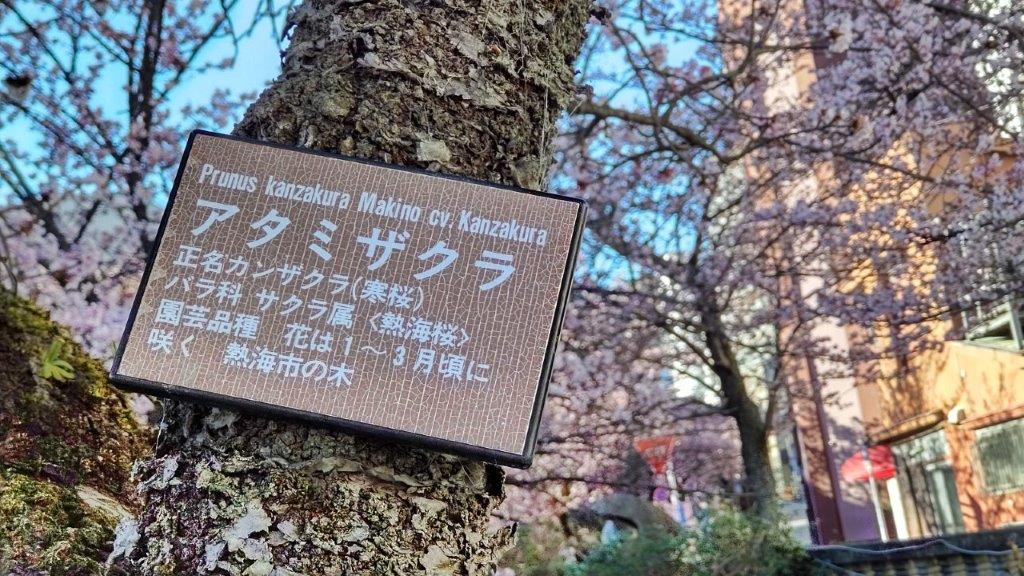 Prunus kanzakura Makino cv, Kanzakura
アタミザクラ
正名カンザクラ(寒桜)
バラ科 サクラ属 〈熱海桜〉
園芸品種 花は1〜3月頃に
咲く 熱海市の木